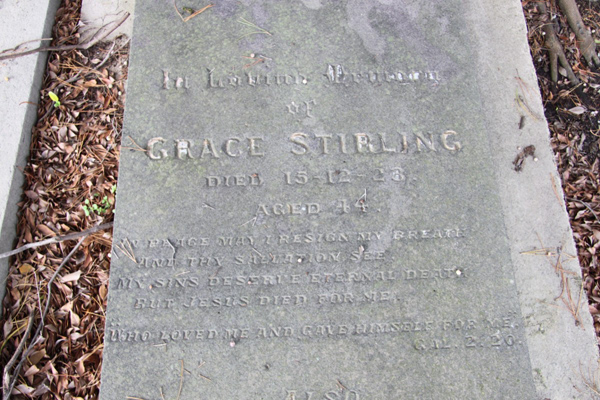 In Loving Memory
of
GRACE STIRLING
DIED 15-12-23.
AGED 44.
IN PEACE MAY I RESIGN MY BREATH
AND THY SALVATION SEE.
MY SINS DESERVE ETERNAL DEATH
BUT JESUS DIED FOR ME.
WHO LOVED ME AND GAVE HIMSELF FOR ME.
GAL. 2.20.
ALSO